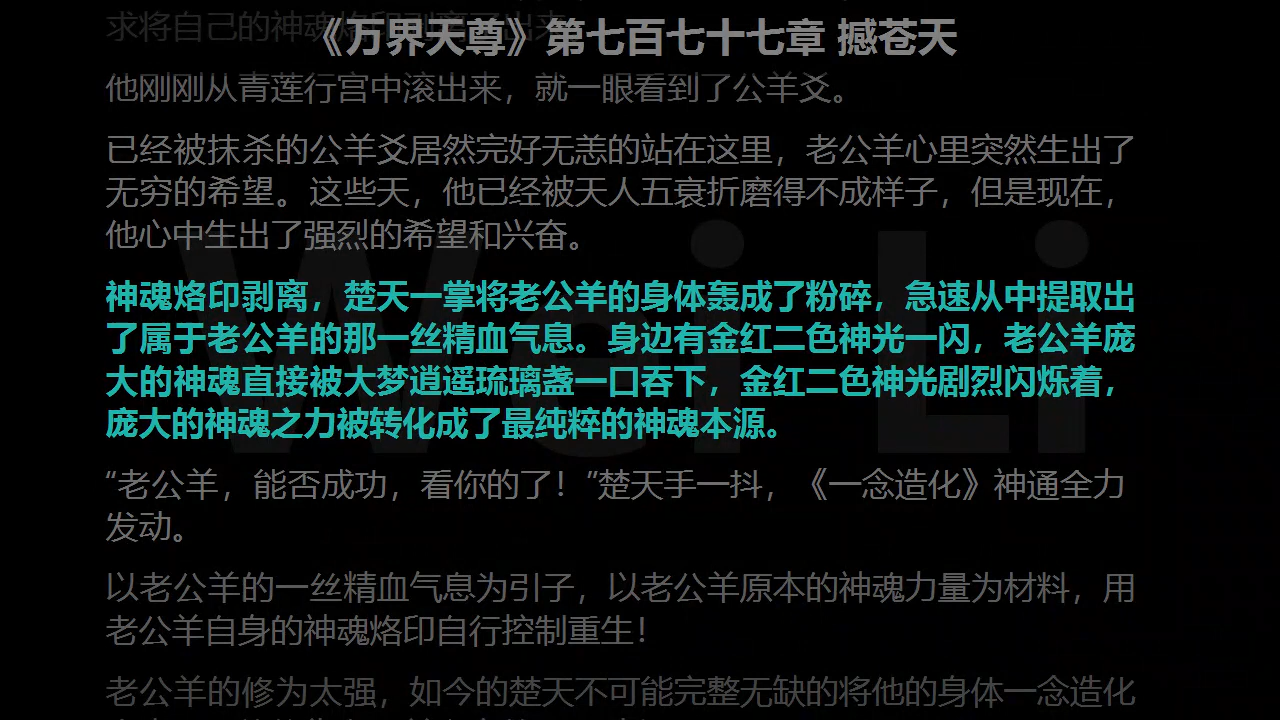 求将自己的神魂烙印剥离了出来
《万界天尊》第七百七十七章 撼苍天
他刚刚从青莲行宫中滚出来，就一眼看到了公羊爻。
已经被抹杀的公羊爻居然完好无恙的站在这里，老公羊心里突然生出了
无穷的希望。这些天，他已经被天人五衰折磨得不成样子，但是现在，
他心中生出了强烈的希望和兴奋。
神魂烙印剥离，楚天一掌将老公羊的身体轰成了粉碎，急速从中提取出
了属于老公羊的那一丝精血气息。身边有金红二色神光一闪，老公羊庞
大的神魂直接被大梦逍遥琉璃盏一口吞下，金红二色神光剧烈闪烁着，
庞大的神魂之力被转化成了最纯粹的神魂本源。
“老公羊，能否成功，看你的了！”楚天手一抖，《一念造化》神通全力
发动。
以老公羊的一丝精血气息为引子，以老公羊原本的神魂力量为材料，用
老公羊自身的神魂烙印自行控制重生！
老公羊的修为太强，如今的楚天不可能完整无缺的将他的身体一念造化
Wei Li